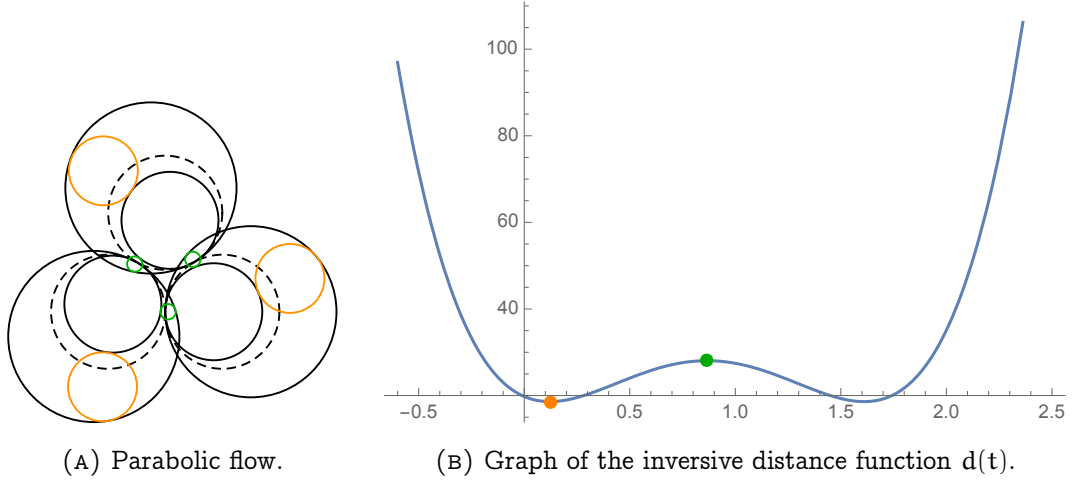 100
80
60
40
−0.5 0.5 1.0 1.5 2.0 2.5
(A) Parabolic flow. (B) Graph of the inversive distance function d(t).